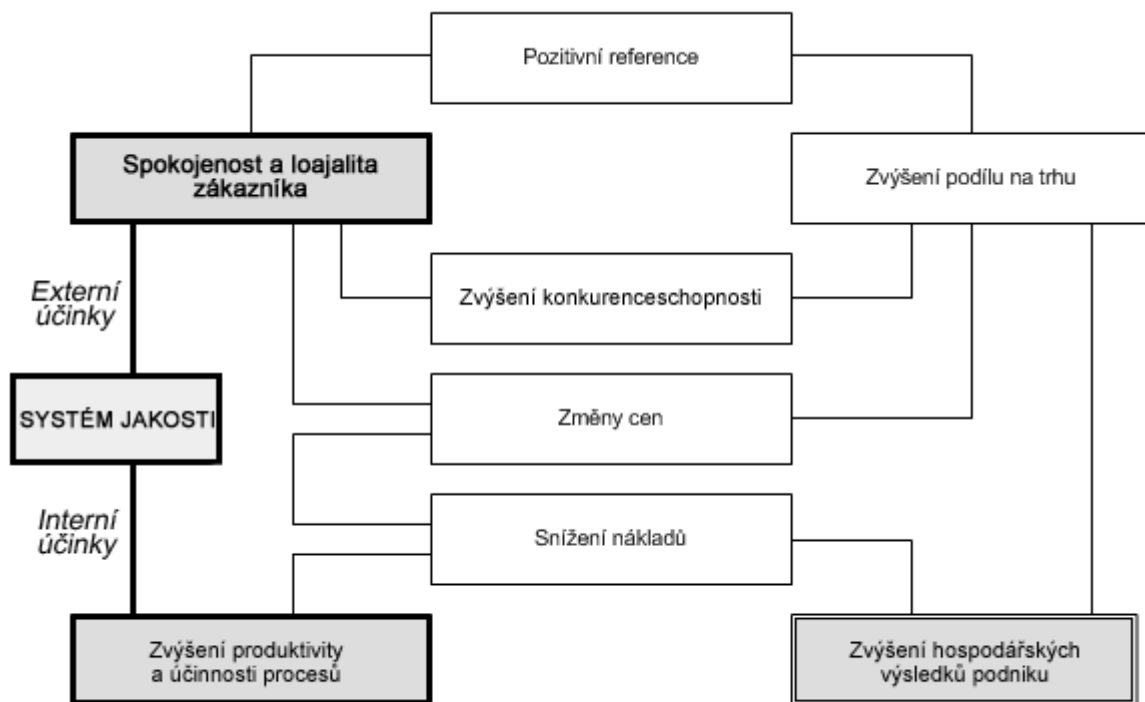 Pozitivní reference
Spokojenost a loajalita
zákazníka
Zvýšení podílu na trhu
Externí
účinky
Zvýšení konkurenceschopnosti
SYSTÉM JAKOSTI
Změny cen
Interní
účinky
Snížení nákladů
Zvýšení produktivity
a účinnosti procesů
Zvýšení hospodářských
výsledků podniku